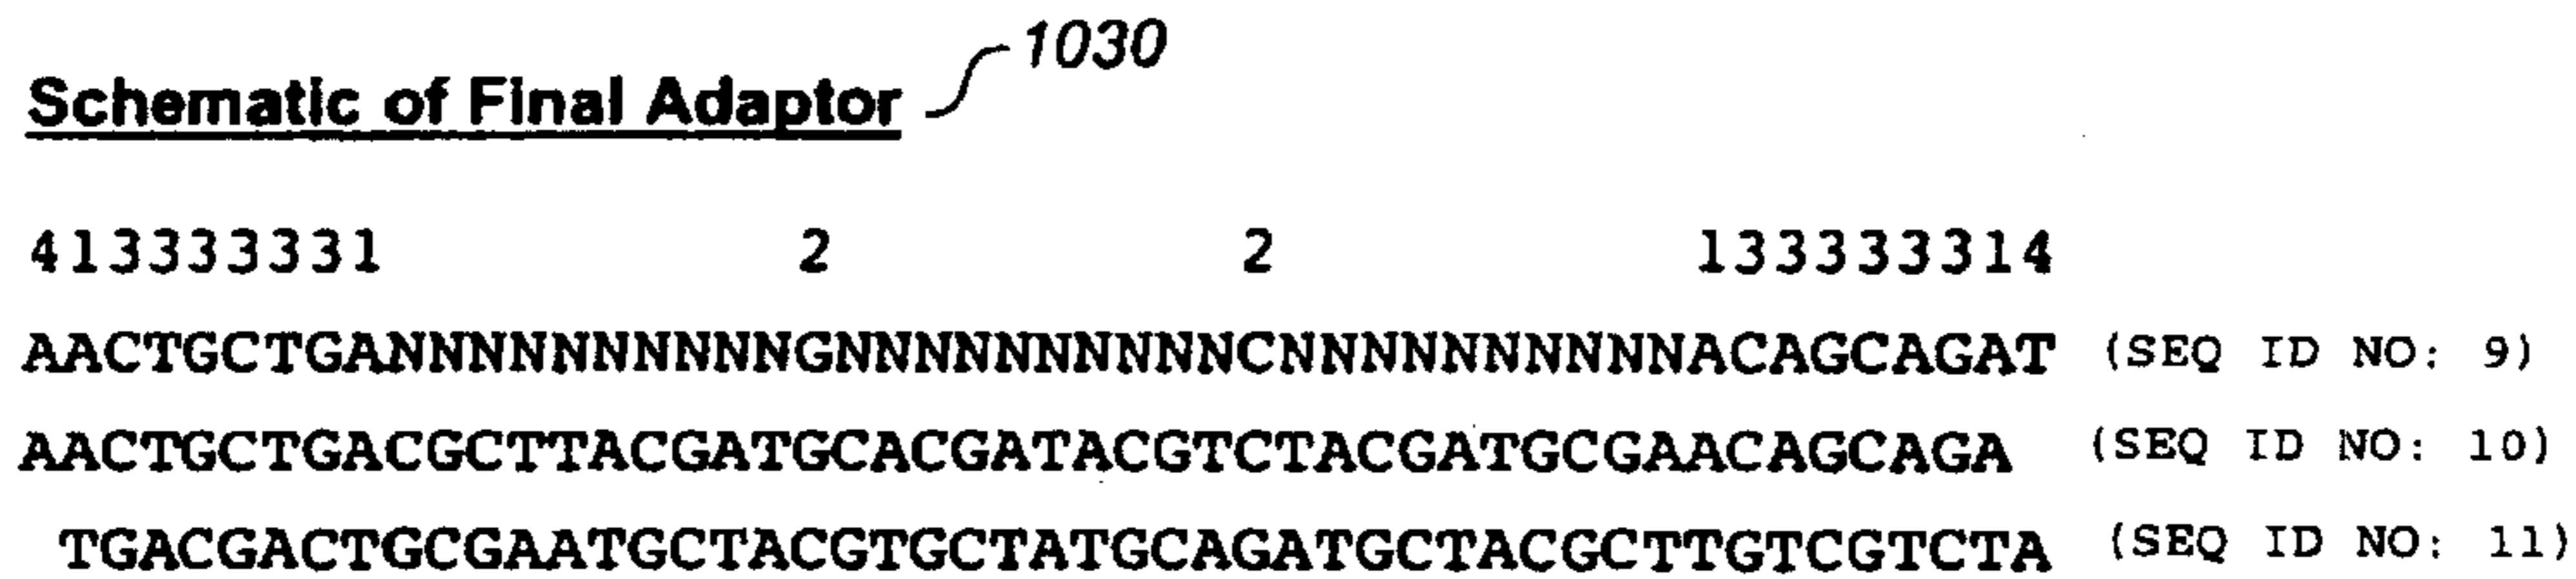 Schematic of Final Adaptor 1030
413333331 2 2 133333314
AACTGCTGANNNNNNNNNNGNNNNNNNNNNCNNNNNNNNNNACAGCAGAT (SEQ ID NO: 9)
AACTGCTGACGCTTACGATGCACGATACGTCTACGATGCGAACAGCAGA (SEQ ID NO: 10)
TGACGACTGCGAATGCTACGTGCTATGCAGATGCTACGCTTGTCGTCTA (SEQ ID NO: 11)